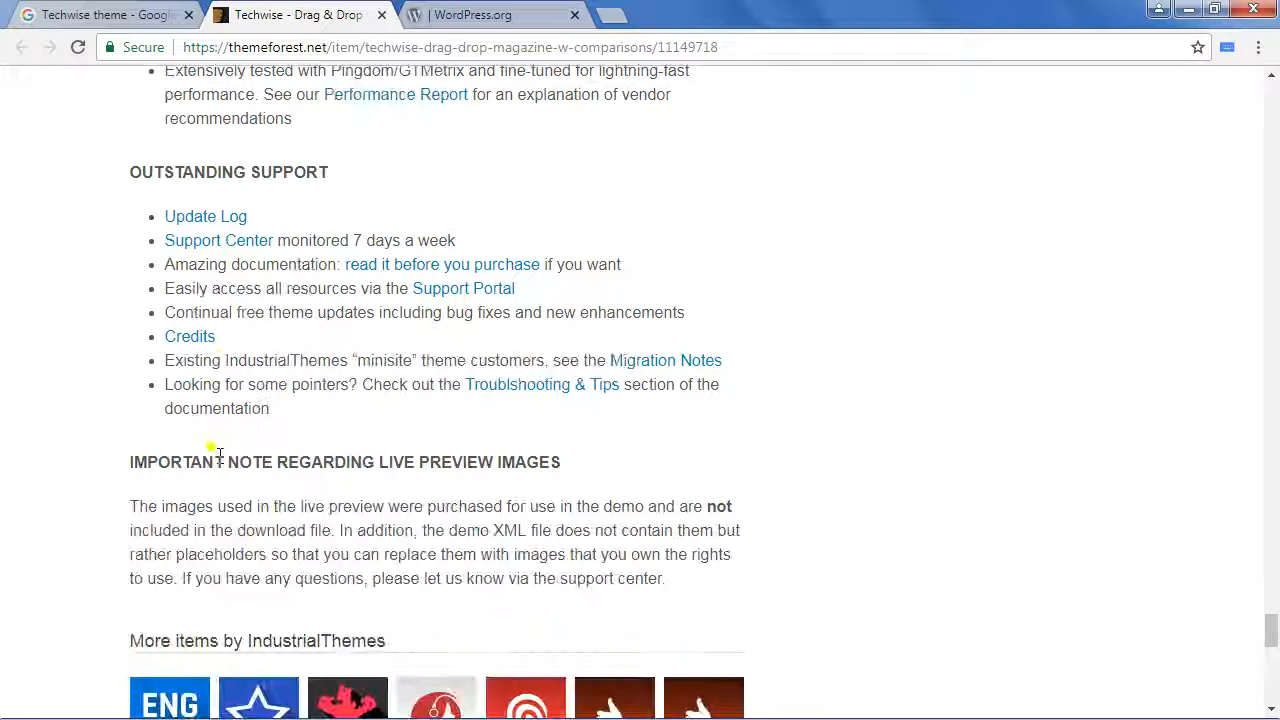 Techwise theme - Google
Techwise - Drag & Drop
| WordPress.org
Secure
https://themeforest.net/item/techwise-drag-drop-magazine-w-comparisons/11149718
Extensively tested with Pingdom/GTMetrix and fine-tuned for lightning-fast
performance. See our Performance Report for an explanation of vendor
recommendations
OUTSTANDING SUPPORT
Update Log
Support Center monitored 7 days a week
Amazing documentation: read it before you purchase if you want
Easily access all resources via the Support Portal
Continual free theme updates including bug fixes and new enhancements
Credits
Existing IndustrialThemes “minisite” theme customers, see the Migration Notes
Looking for some pointers? Check out the Troublshooting & Tips section of the
documentation
IMPORTANT NOTE REGARDING LIVE PREVIEW IMAGES
The images used in the live preview were purchased for use in the demo and are not
included in the download file. In addition, the demo XML file does not contain them but
rather placeholders so that you can replace them with images that you own the rights
to use. If you have any questions, please let us know via the support center.
More items by IndustrialThemes
ENG